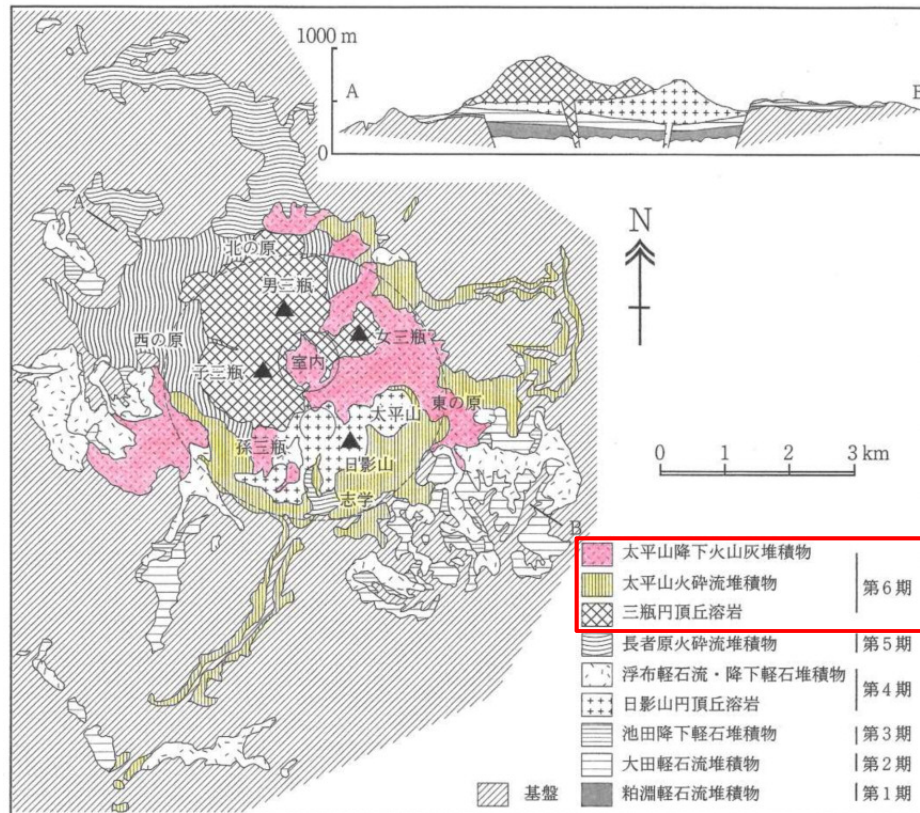 1000 m
A
B
0
N
A
北の原
男三瓶
西の原
女三瓶
室内
子三瓶
太平山
東の原
孫三瓶
日影山
志学
B
0 1 2 3 km
太平山降下火山灰堆積物
太平山火砕流堆積物 第6期
三瓶円頂丘溶岩
長者原火砕流堆積物 第5期
浮布軽石流・降下軽石堆積物
第4期
日影山円頂丘溶岩
池田降下軽石堆積物 第3期
大田軽石流堆積物 第2期
基盤 粕淵軽石流堆積物 第1期